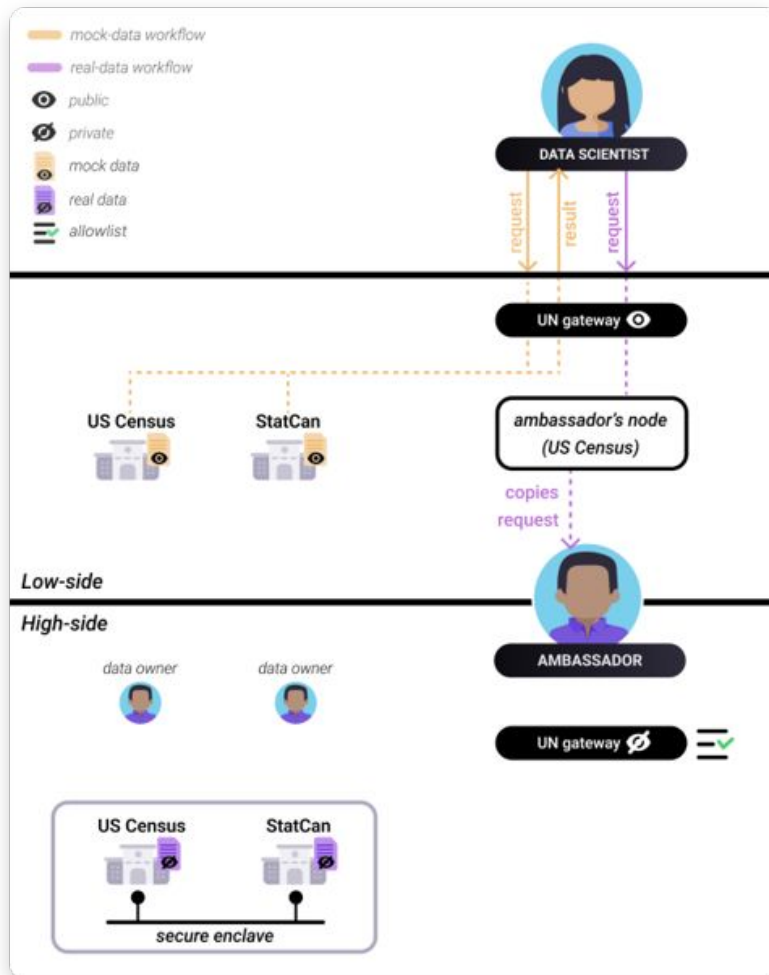 mock-data workflow
real-data workflow
public
private
mock data
real data
allowlist
DATA SCIENTIST
request
result
request
UN gateway
US Census
StatCan
ambassador's node
(US Census)
copies
request
Low-side
High-side
data owner
data owner
AMBASSADOR
UN gateway
US Census
StatCan
secure enclave